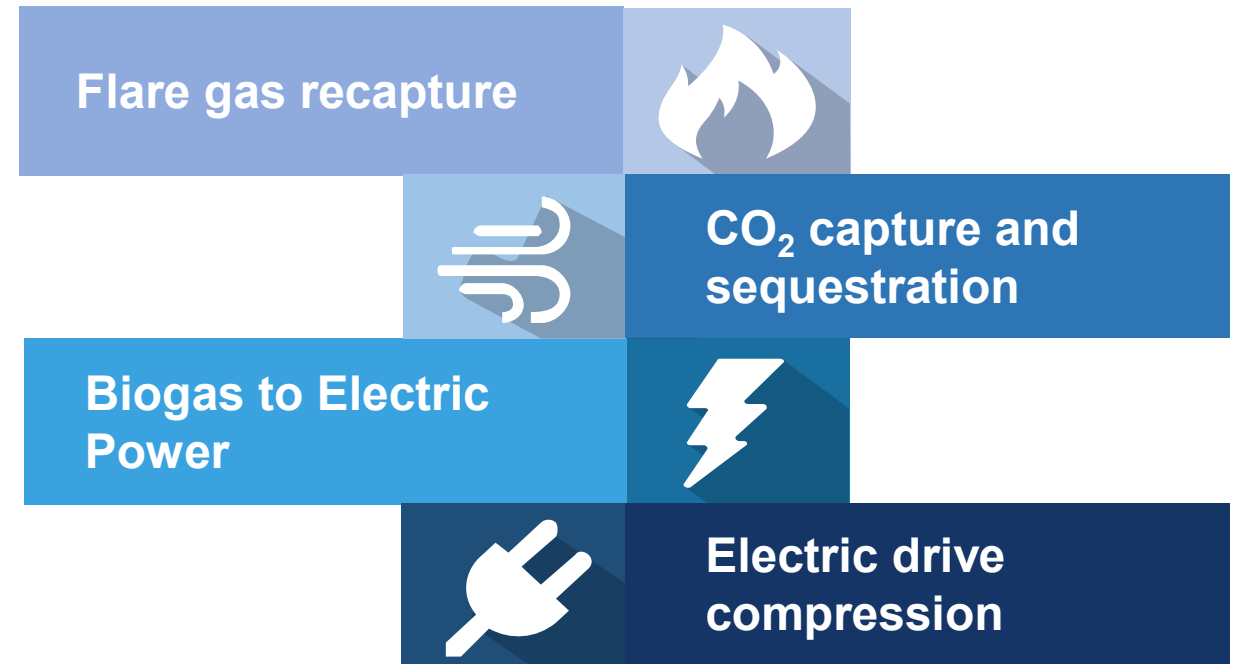 Flare gas recapture
CO₂ capture and
sequestration
Biogas to Electric
Power
Electric drive
compression